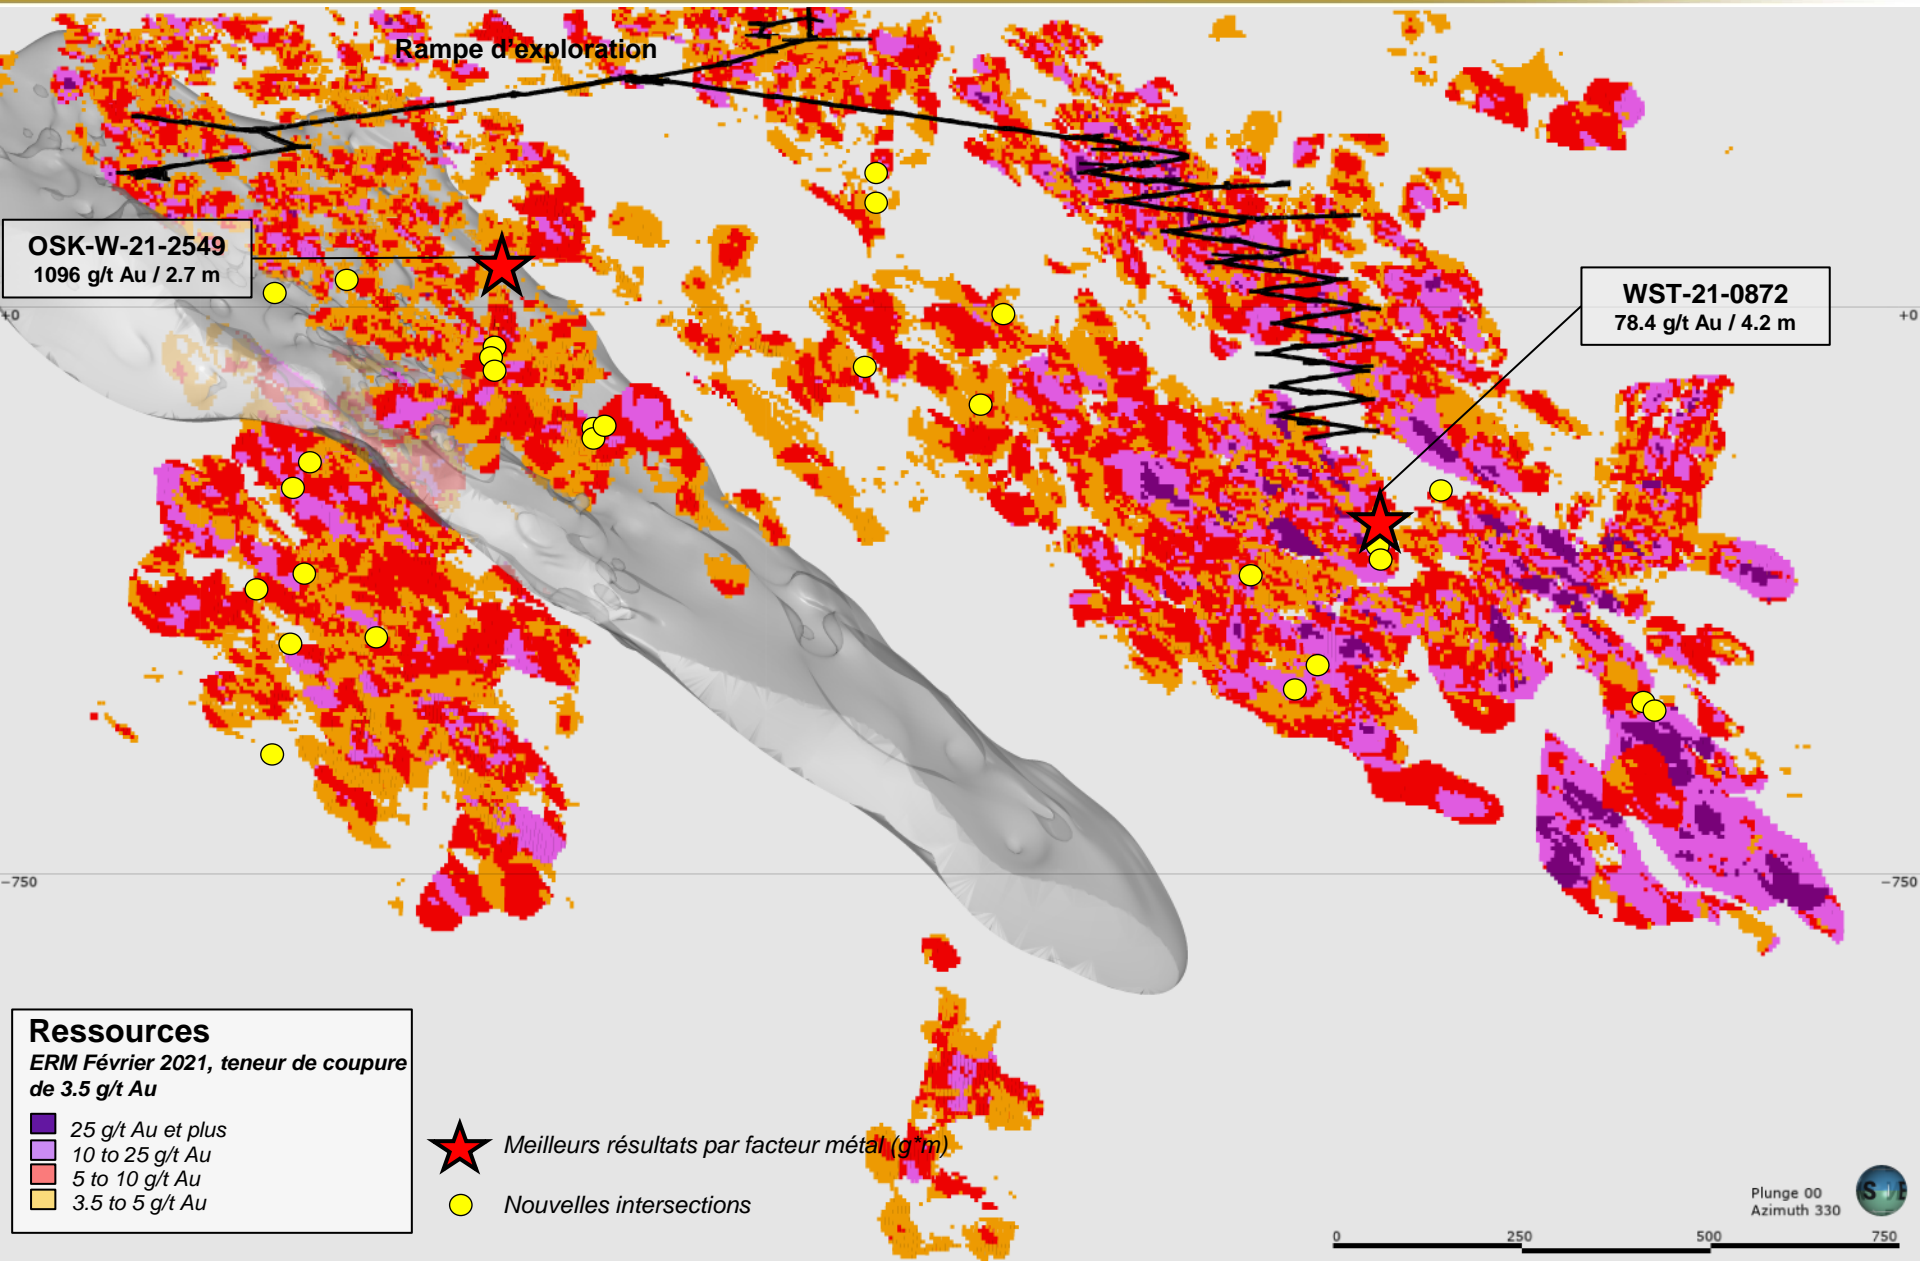 Rampe d'exploration
OSK-W-21-2549
1096 g/t Au / 2.7 m
WST-21-0872
78.4 g/t Au / 4.2 m
+0
+0
−750
−750
Ressources
ERM Février 2021, teneur de coupure
de 3.5 g/t Au
25 g/t Au et plus
10 to 25 g/t Au
5 to 10 g/t Au
3.5 to 5 g/t Au
Meilleurs résultats par facteur métal (g*m)
Nouvelles intersections
Plunge 00
Azimuth 330
0 250 500 750